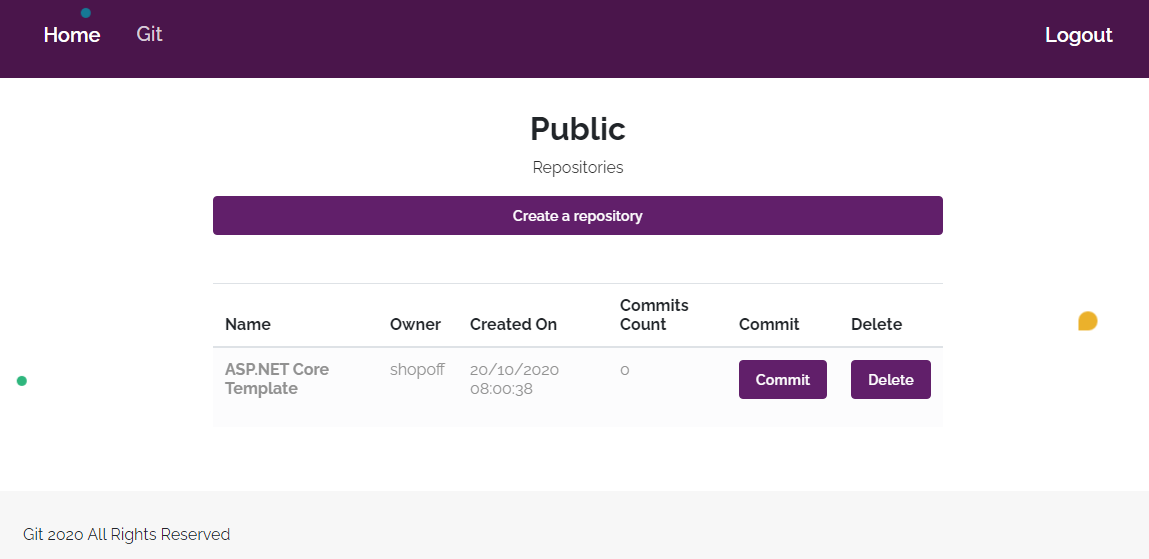 Home Git Logout
Public
Repositories
Create a repository
Name Owner Created On Commits Count Commit Delete
ASP.NET Core Template shopoff 20/10/2020 08:00:38 0 Commit Delete
Git 2020 All Rights Reserved